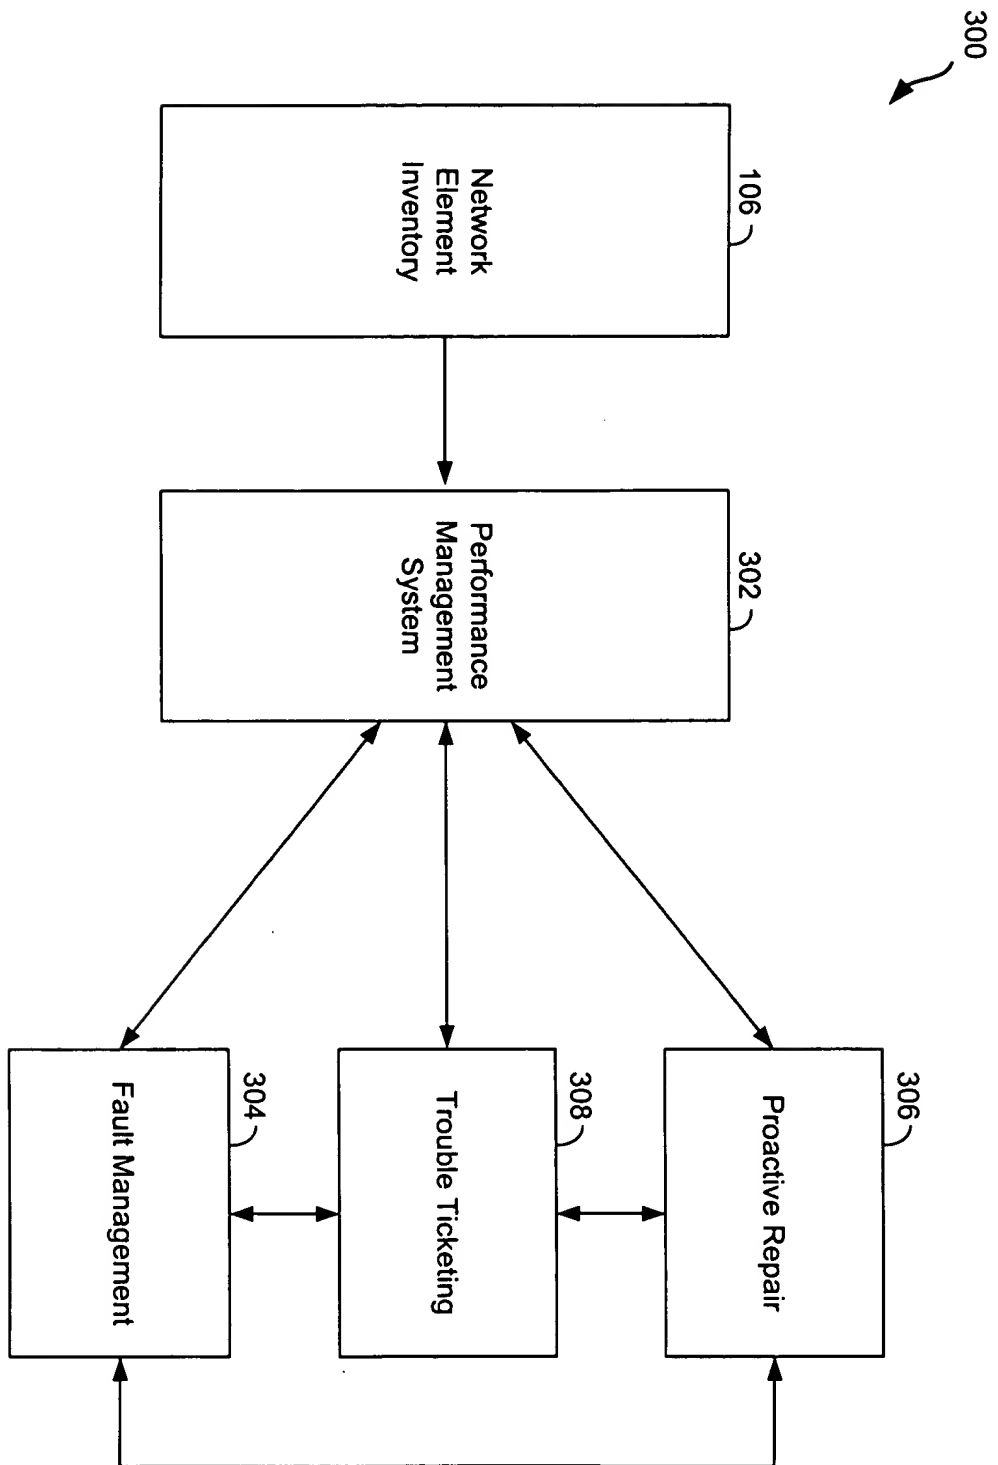 300
106
Network
Element
Inventory
302
Performance
Management
System
306
Proactive Repair
308
Trouble Ticketing
304
Fault Management